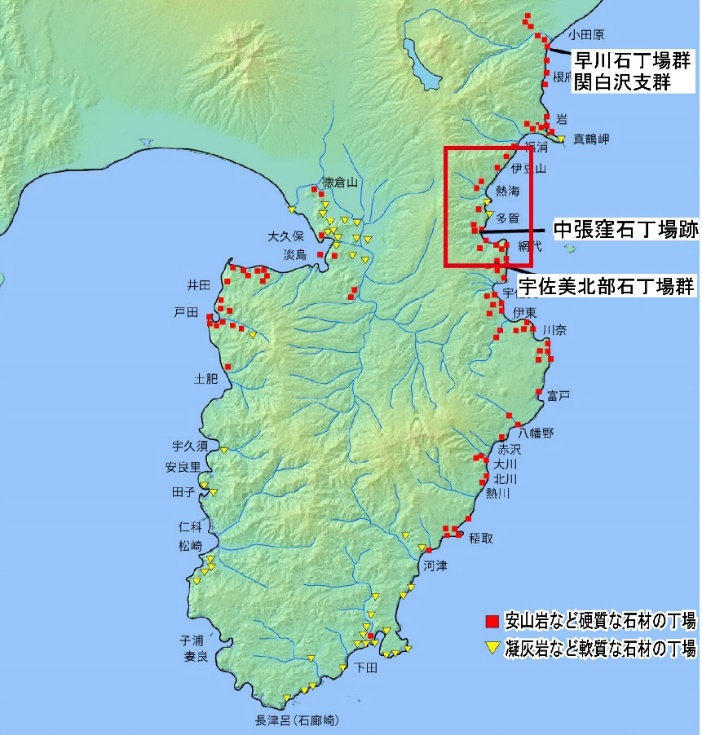 小田原
早川石丁場群
関白沢支群
岩
真鶴岬
福浦
伊豆山
熱海
多賀
中張窪石丁場跡
網代
宇佐美北部石丁場群
伊東
川奈
富戸
八幡野
赤沢
大川
北川
熱川
稲取
河津
徳倉山
大久保
淡島
井田
戸田
土肥
宇久須
安良里
田子
仁科
松崎
子浦
妻良
下田
長津呂(石廊崎)
安山岩など硬質な石材の丁場
凝灰岩など軟質な石材の丁場